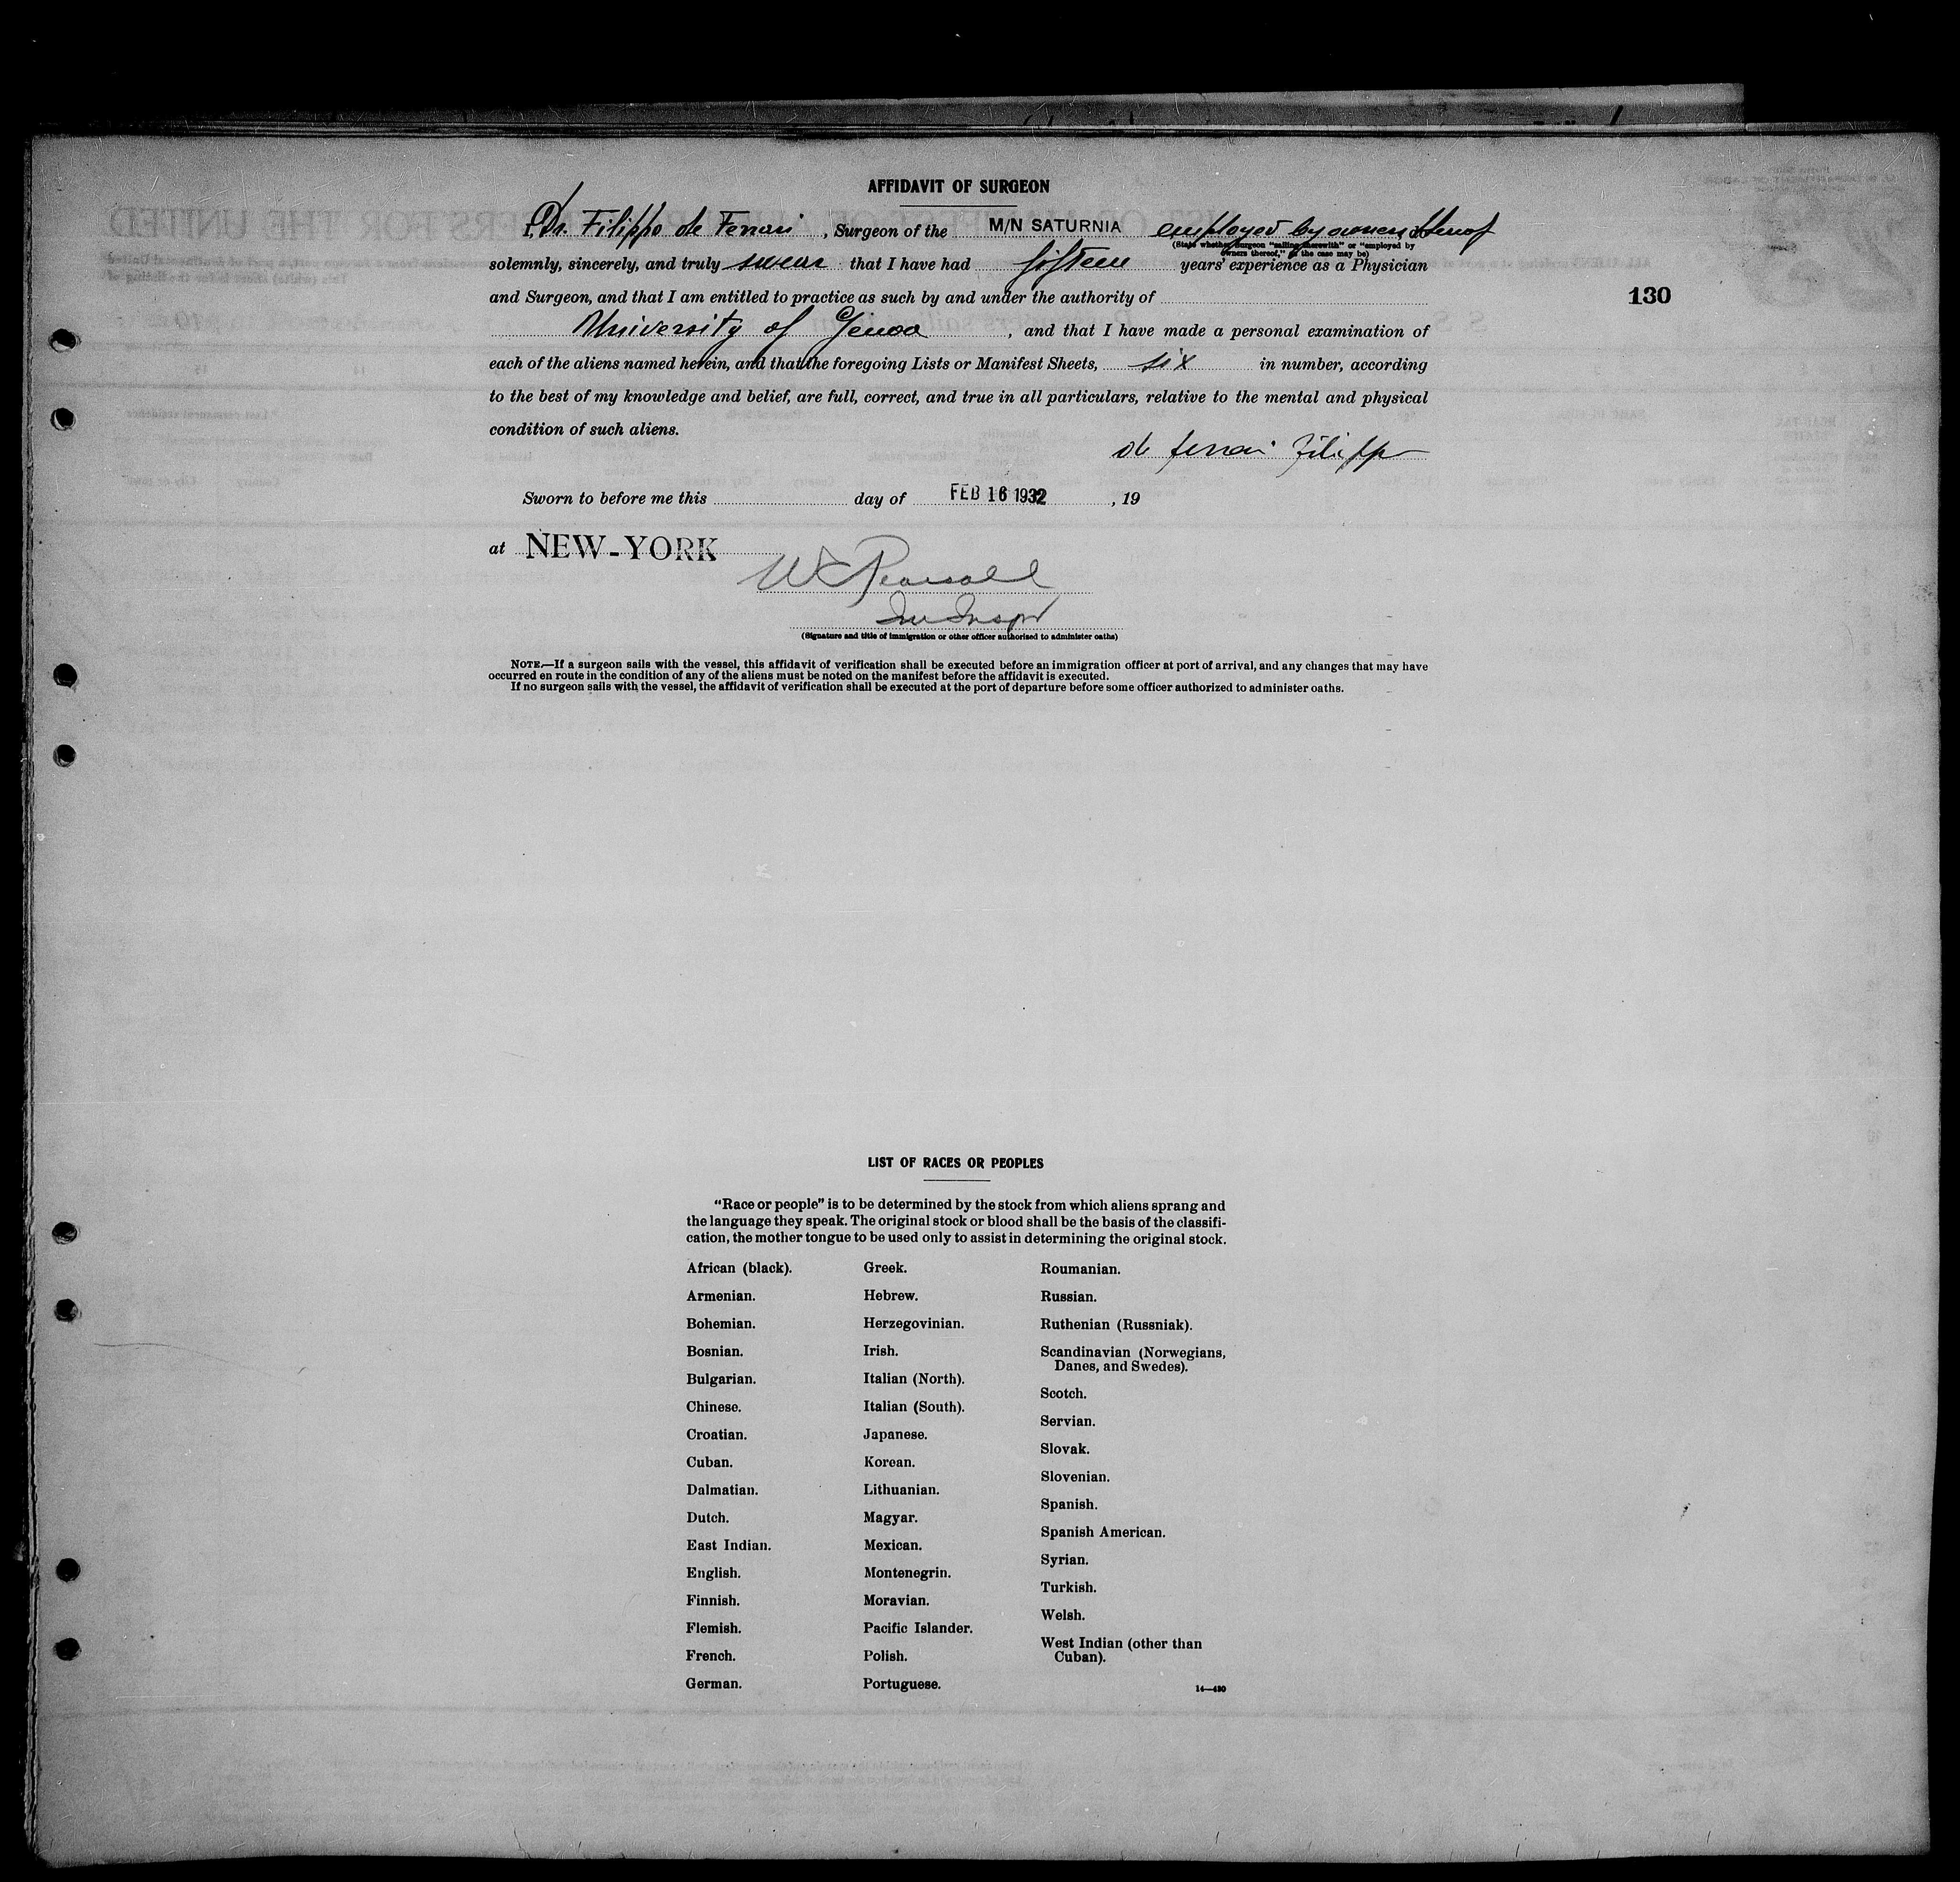 AFFIDAVIT OF SURGEON
I, Dr. Filippo de Ferrari, Surgeon of the M/N SATURNIA employed by owners thereof
(State whether surgeon "sailing therewith" or "employed by
owners thereof," as the case may be)
solemnly, sincerely, and truly swear that I have had fifteen years' experience as a Physician
and Surgeon, and that I am entitled to practice as such by and under the authority of
130
University of Genoa, and that I have made a personal examination of
each of the aliens named herein, and that the foregoing Lists or Manifest Sheets, six in number, according
to the best of my knowledge and belief, are full, correct, and true in all particulars, relative to the mental and physical
condition of such aliens.
de Ferrari Filippo
Sworn to before me this day of FEB 16 1932, 19
at NEW-YORK
W Pearsall
Im Inspr
(Signature and title of immigration or other officer authorized to administer oaths)
NOTE.—If a surgeon sails with the vessel, this affidavit of verification shall be executed before an immigration officer at port of arrival, and any changes that may have
occurred en route in the condition of any of the aliens must be noted on the manifest before the affidavit is executed.
If no surgeon sails with the vessel, the affidavit of verification shall be executed at the port of departure before some officer authorized to administer oaths.
LIST OF RACES OR PEOPLES
"Race or people" is to be determined by the stock from which aliens sprang and
the language they speak. The original stock or blood shall be the basis of the classifi-
cation, the mother tongue to be used only to assist in determining the original stock.
African (black).
Armenian.
Bohemian.
Bosnian.
Bulgarian.
Chinese.
Croatian.
Cuban.
Dalmatian.
Dutch.
East Indian.
English.
Finnish.
Flemish.
French.
German.
Greek.
Hebrew.
Herzegovinian.
Irish.
Italian (North).
Italian (South).
Japanese.
Korean.
Lithuanian.
Magyar.
Mexican.
Montenegrin.
Moravian.
Pacific Islander.
Polish.
Portuguese.
Roumanian.
Russian.
Ruthenian (Russniak).
Scandinavian (Norwegians,
Danes, and Swedes).
Scotch.
Servian.
Slovak.
Slovenian.
Spanish.
Spanish American.
Syrian.
Turkish.
Welsh.
West Indian (other than
Cuban).
14—430